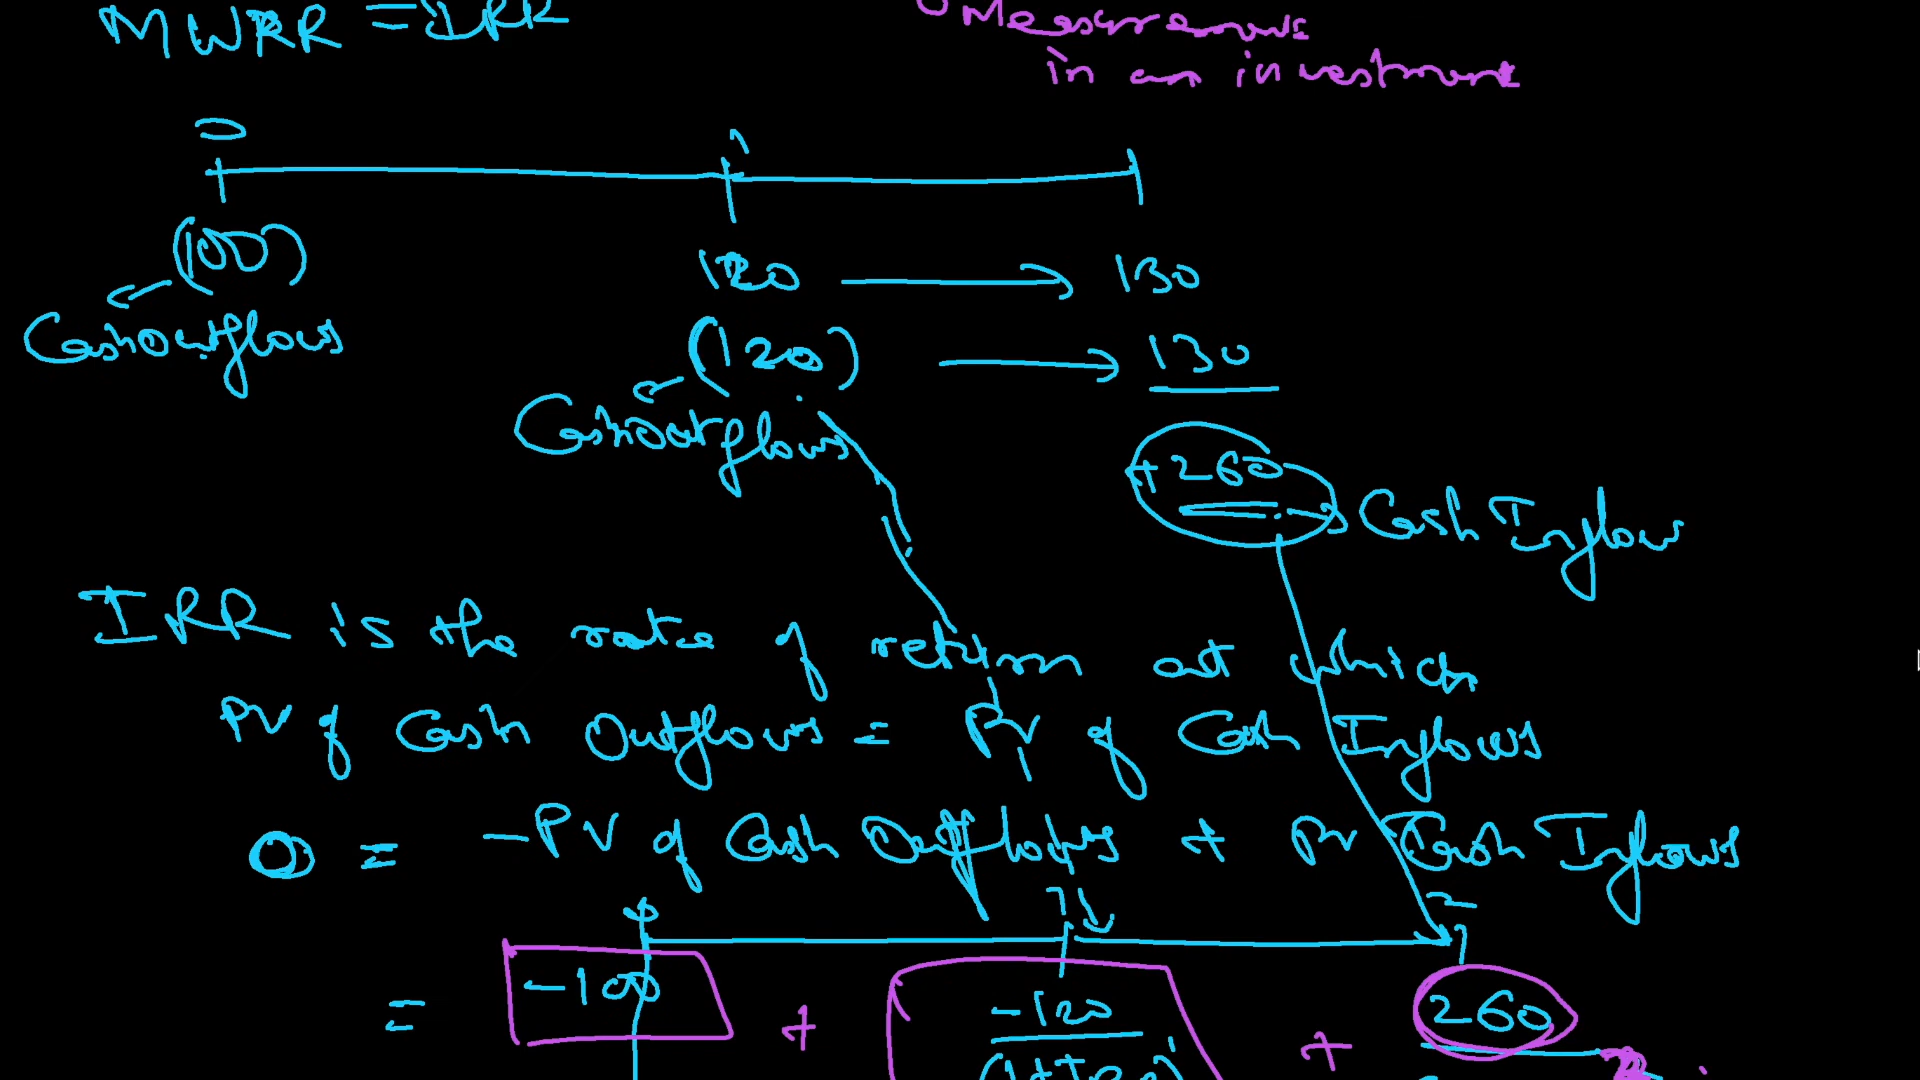 MWRR = IRR
Measurement
in an investment
0 1
(100) 120 → 130
Cash outflows (120) → 130
Cash outflows
+260 → Cash Inflow
IRR is the rate of return at which
PV of Cash Outflows = PV of Cash Inflows
0 = -PV of Cash Outflows + PV Cash Inflows
0 1 2
= -100 + -120 + 260